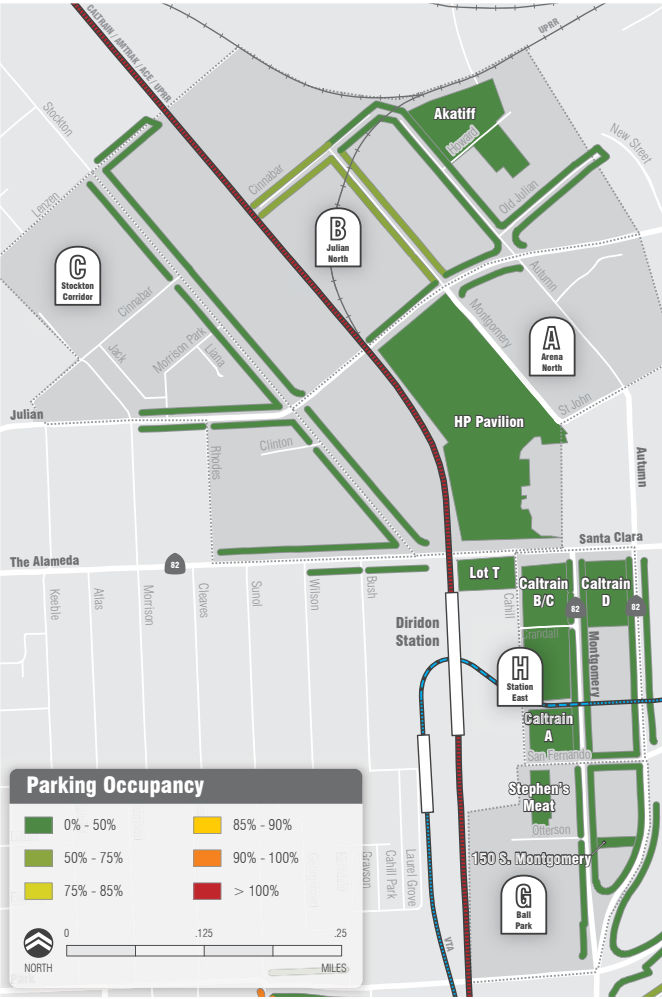 CALTRAIN / AMTRAK / ACE / UPRR
UPRR
Stockton
Akatiff
Howard
New Street
Lenzen
Cinnabar
Old Julian
B
Julian
North
C
Stockton
Corridor
Autumn
Cinnabar
Montgomery
Morrison Park
Jack
Liana
A
Arena
North
St John
Julian
HP Pavilion
Clinton
Rhodes
Autumn
Santa Clara
The Alameda
82
Lot T
Caltrain
B/C
Caltrain
D
82
82
Keeble
Atlas
Morrison
Cleaves
Sunol
Wilson
Bush
Cahill
Diridon
Station
Crandall
Montgomery
H
Station
East
Caltrain
A
San Fernando
Parking Occupancy
0% - 50%
50% - 75%
75% - 85%
85% - 90%
90% - 100%
> 100%
Stephen's
Meat
Otterson
150 S. Montgomery
Grayson
Cahill Park
Laurel Grove
G
Ball
Park
VTA
0
.125
.25
NORTH
MILES
Park